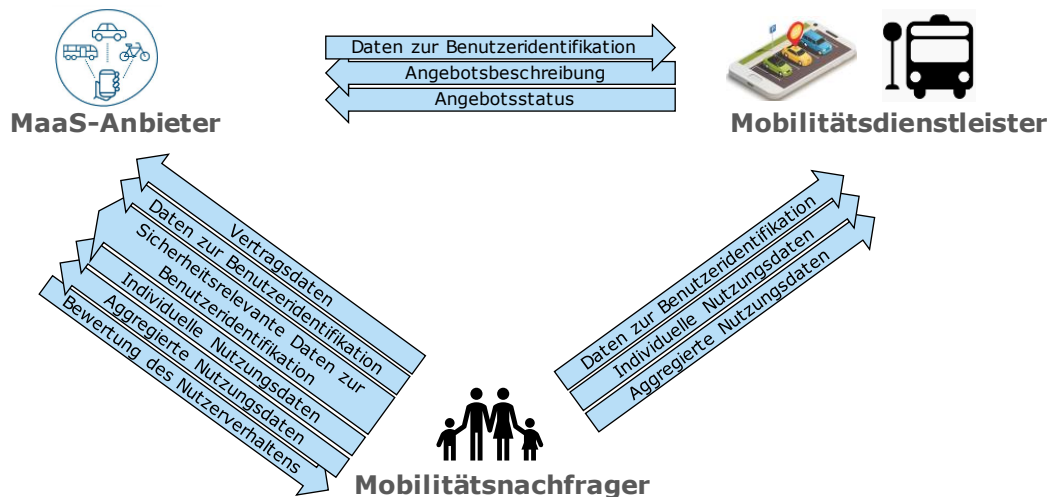 Daten zur Benutzeridentifikation
Angebotsbeschreibung
Angebotsstatus
MaaS-Anbieter
Mobilitätsdienstleister
Vertragsdaten
Daten zur Benutzeridentifikation
Sicherheitsrelevante Daten zur
Benutzeridentifikation
Individuelle Nutzungsdaten
Aggregierte Nutzungsdaten
Bewertung des Nutzerverhaltens
Daten zur Benutzeridentifikation
Individuelle Nutzungsdaten
Aggregierte Nutzungsdaten
Mobilitätsnachfrager